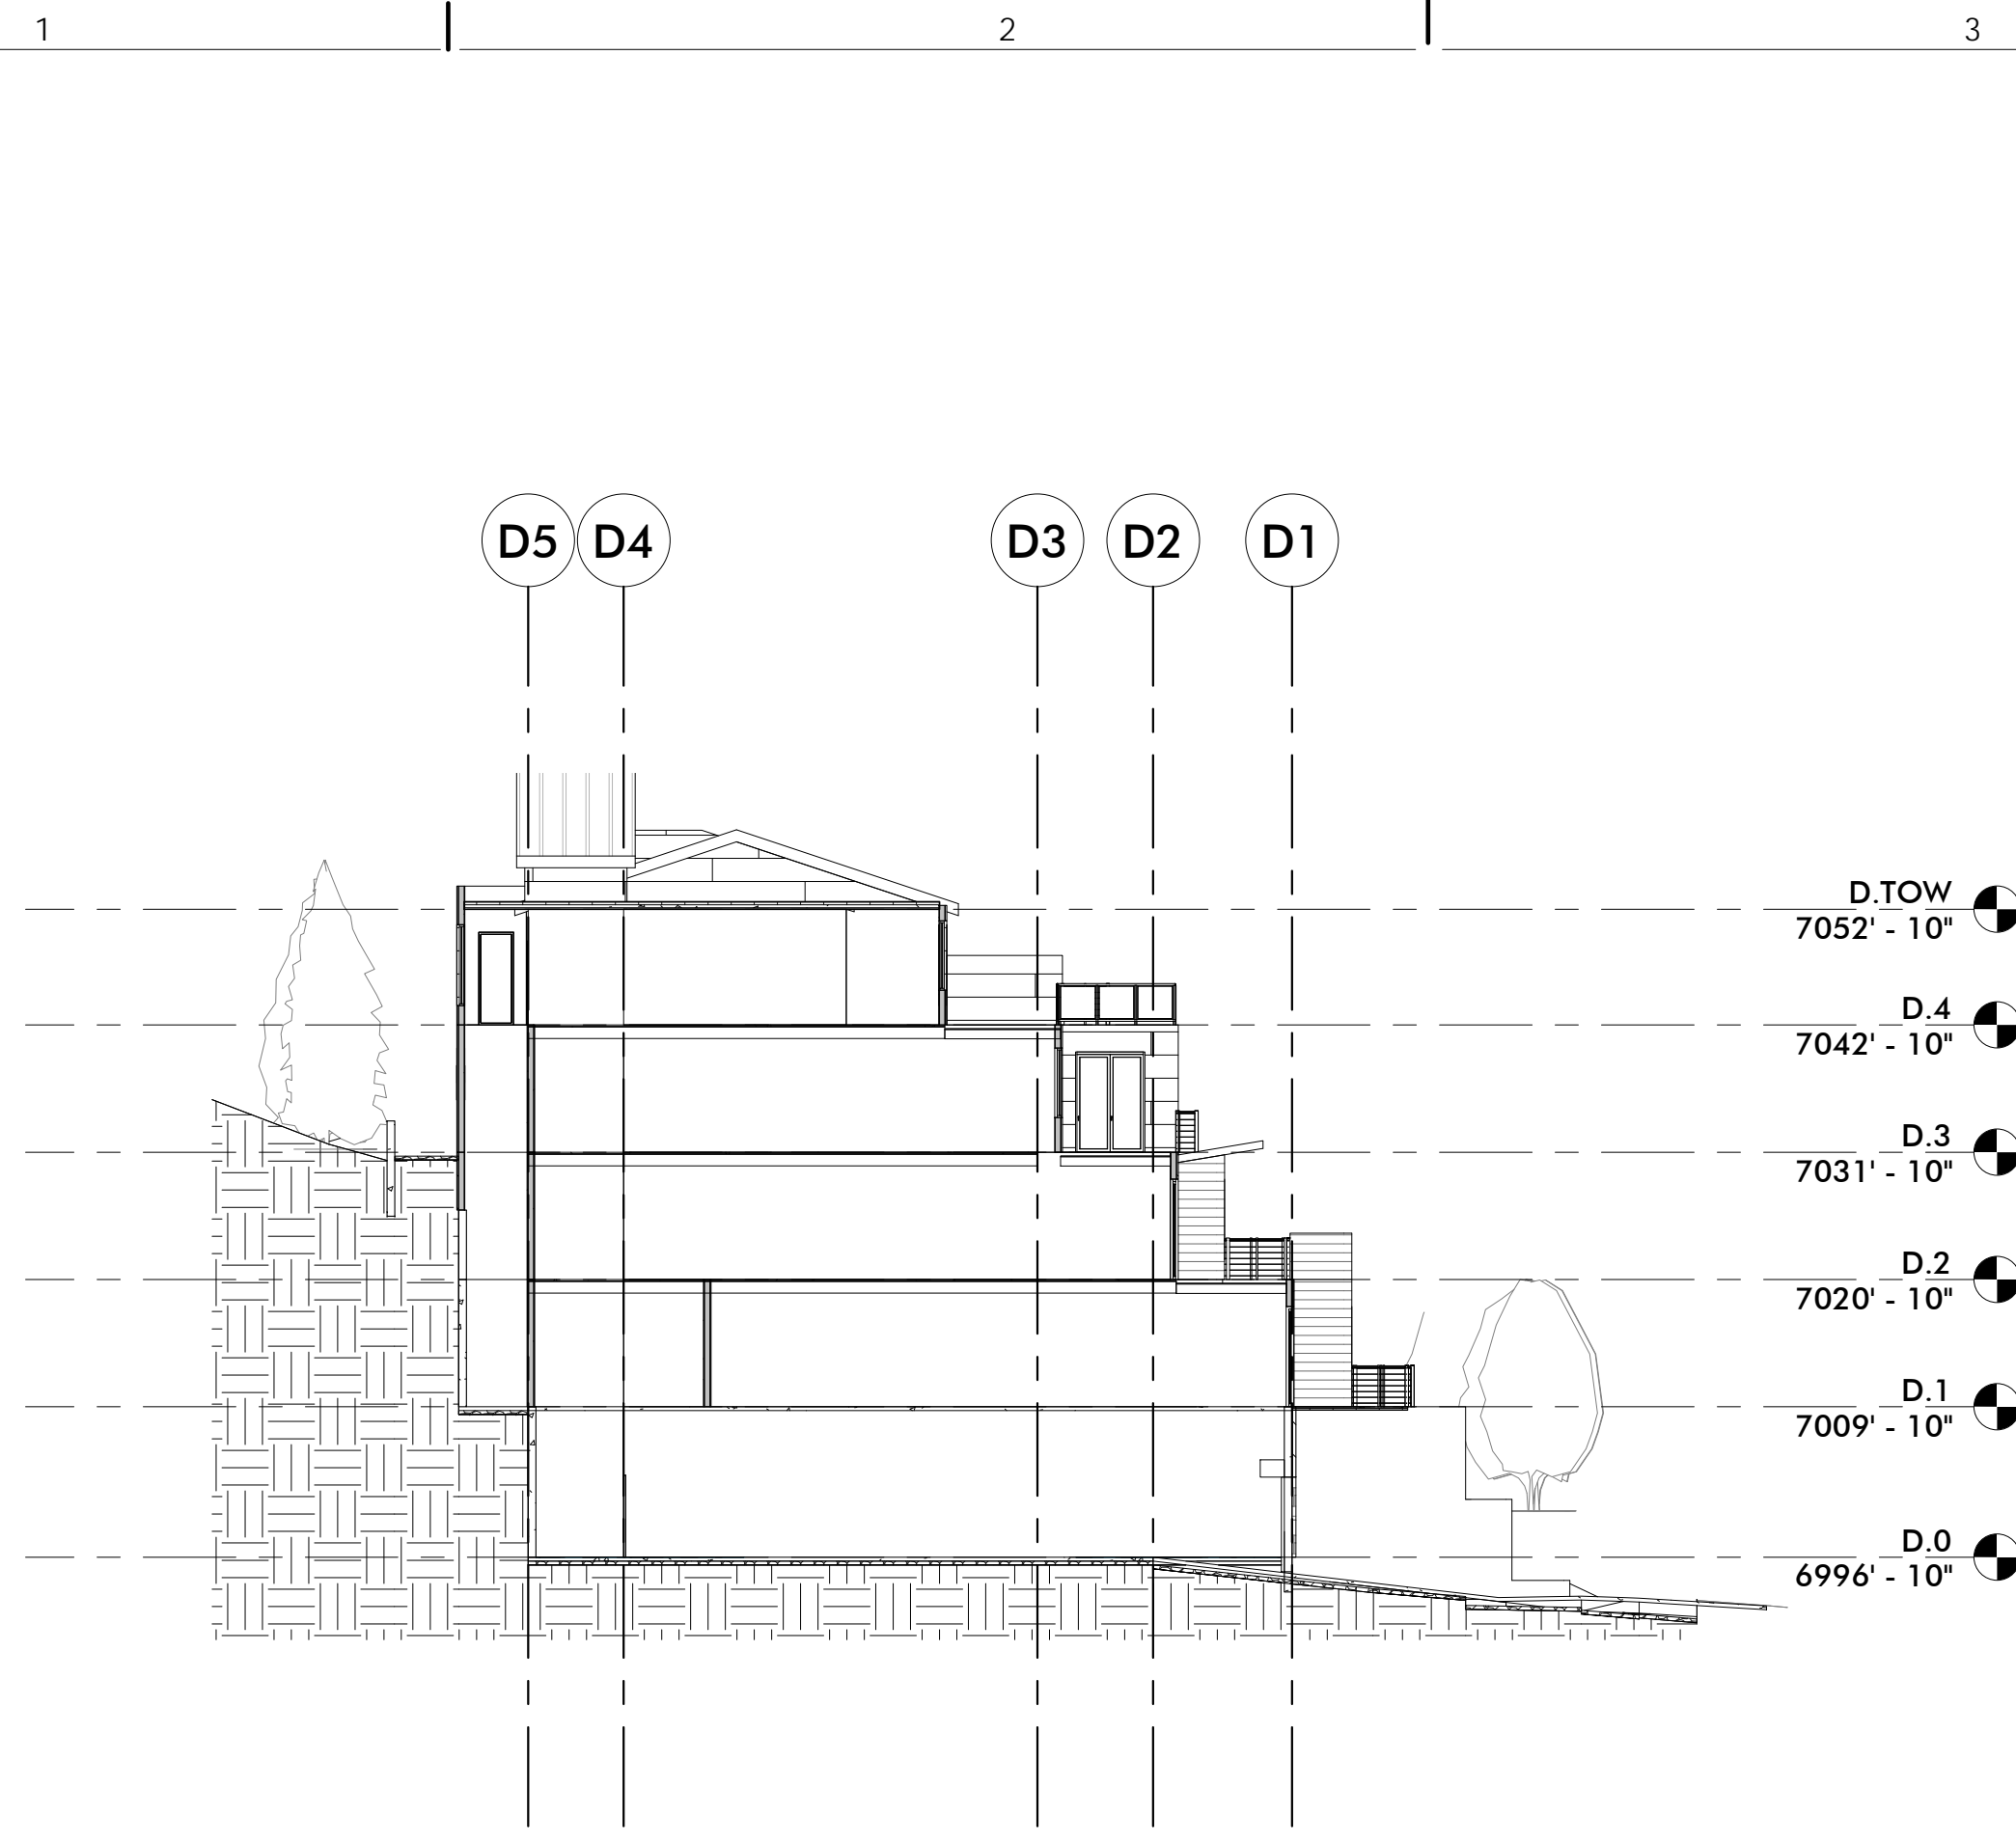 1 2 3
D5 D4 D3 D2 D1
D.TOW
7052' - 10"
D.4
7042' - 10"
D.3
7031' - 10"
D.2
7020' - 10"
D.1
7009' - 10"
D.0
6996' - 10"